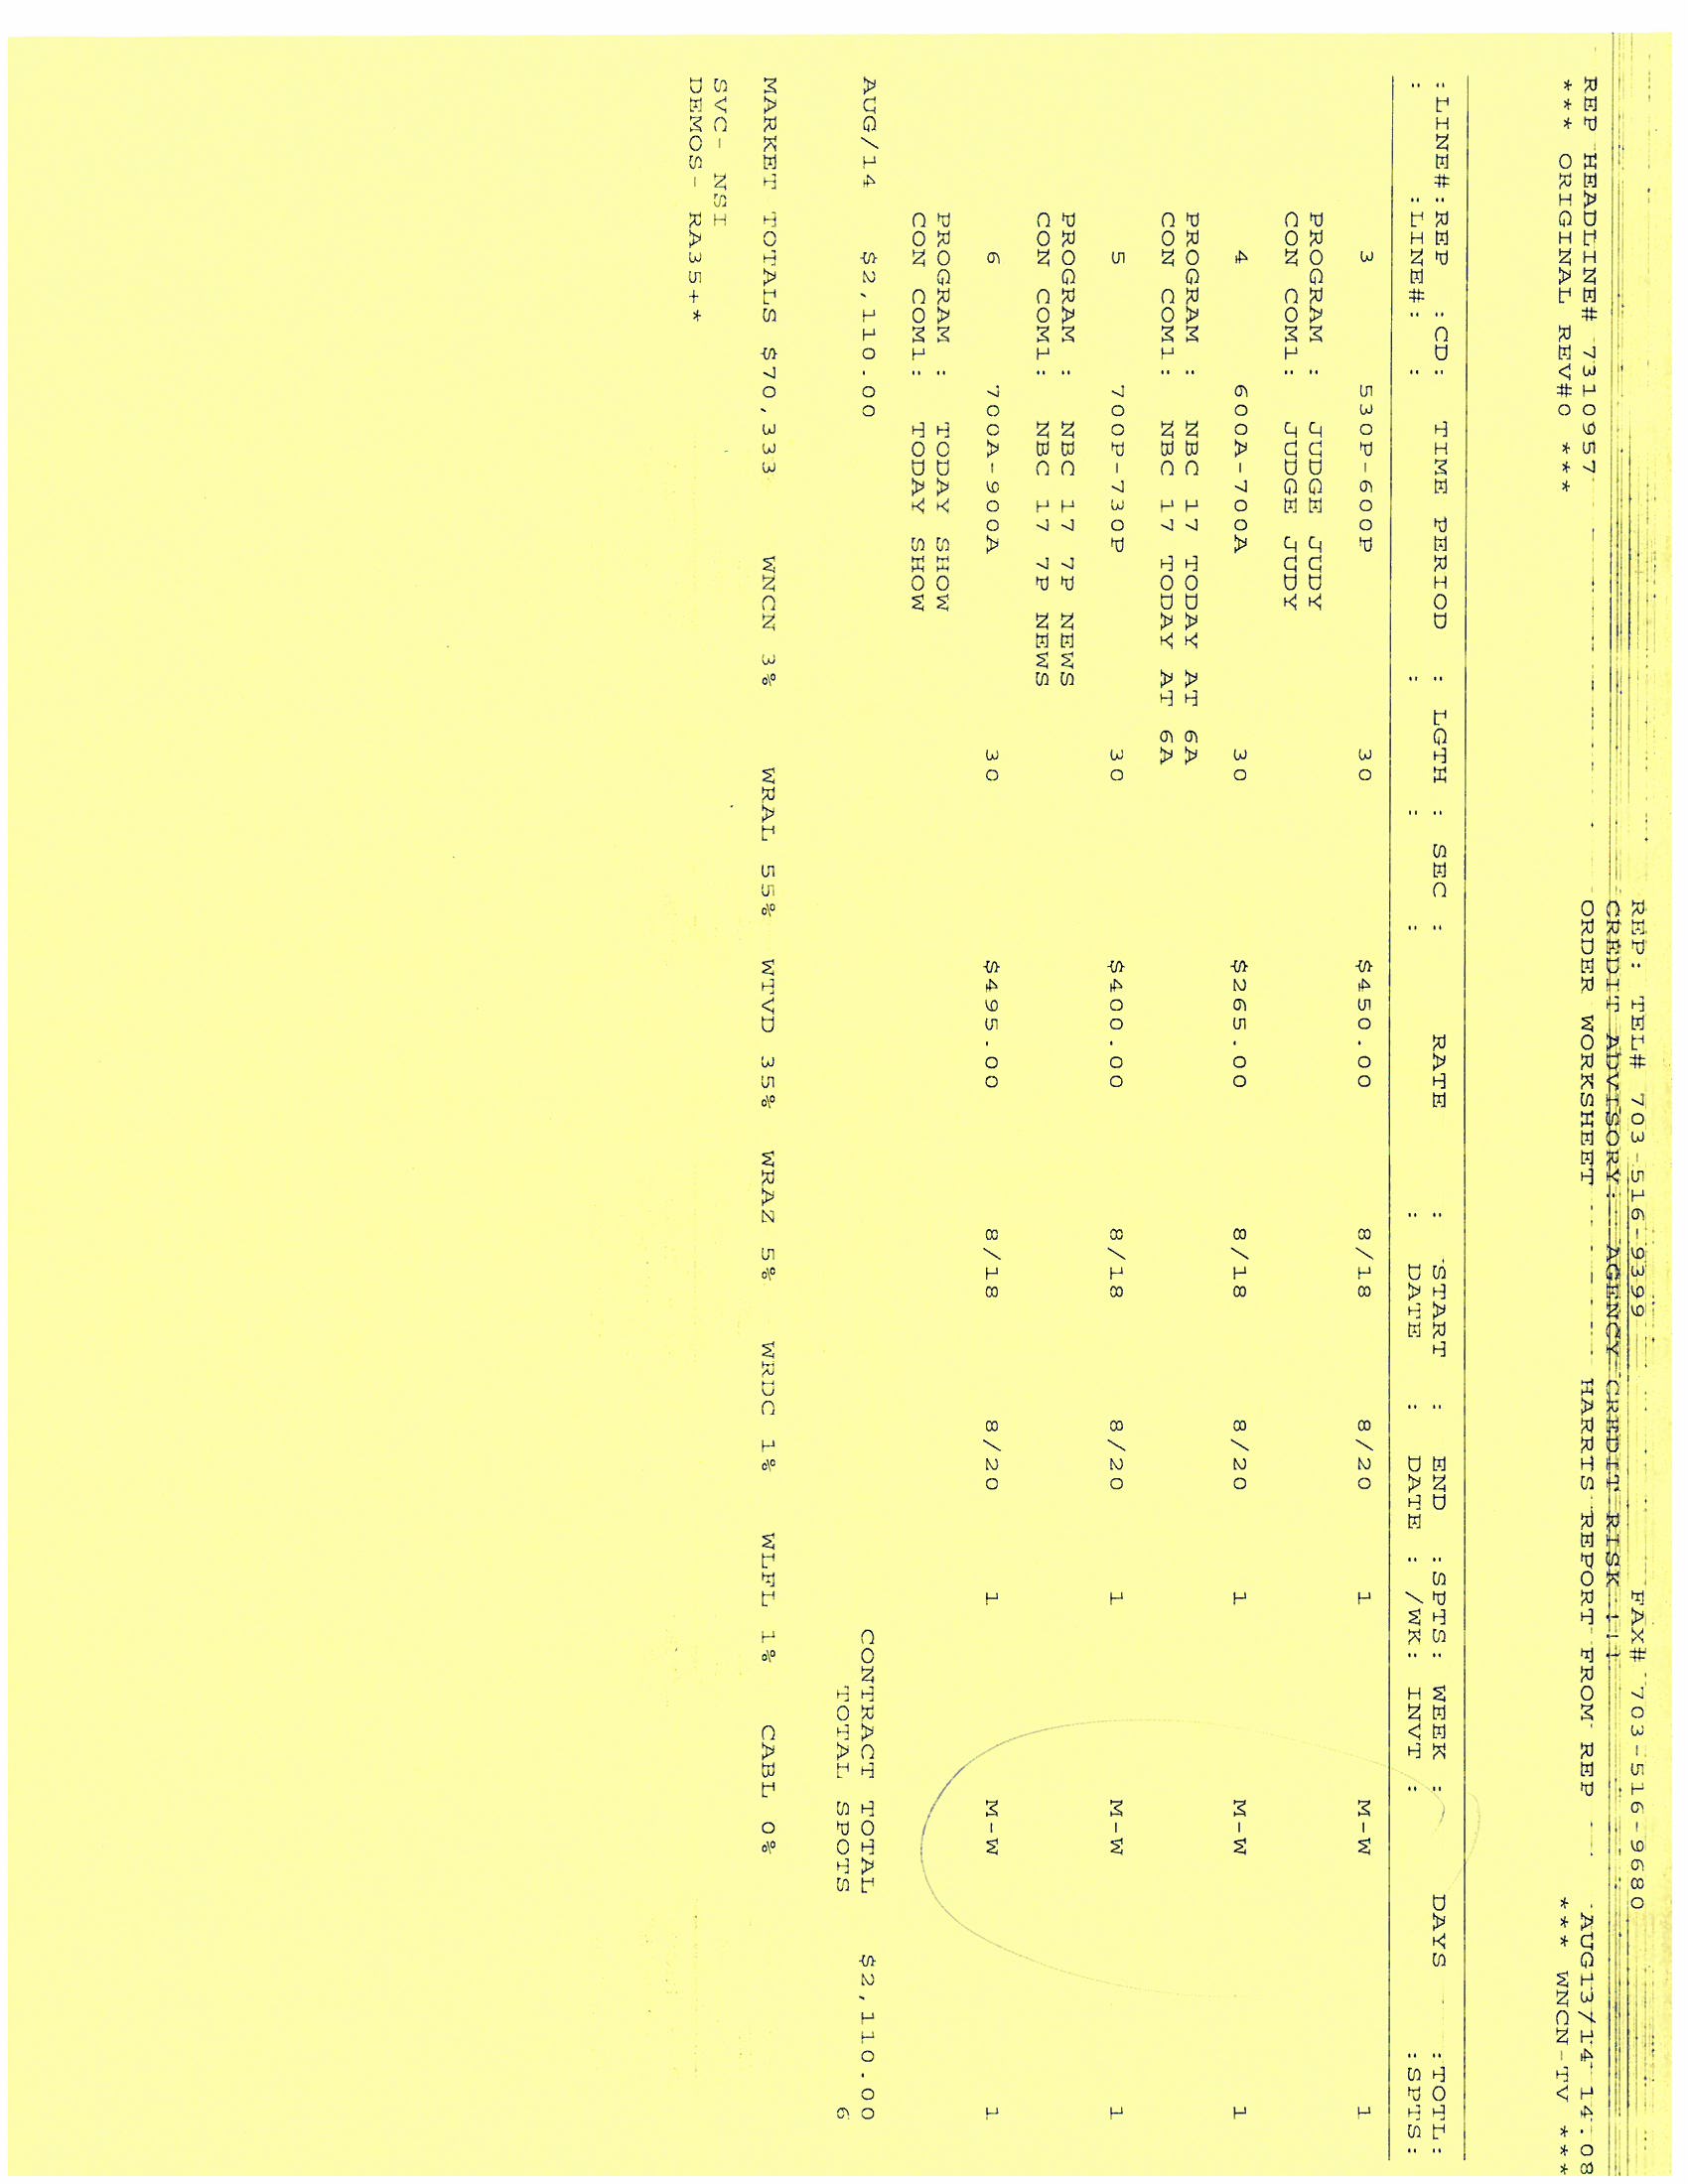 REP: TEL# 703-516-9399 FAX# 703-516-9680
CREDIT ADVISORY: AGENCY CREDIT RISK !!!
REP HEADLINE# 7310957 ORDER WORKSHEET HARRIS REPORT FROM REP AUG13/14 14.08
*** ORIGINAL REV#0 *** *** WNCN-TV ***
:LINE#:REP :CD: TIME PERIOD : LGTH : SEC : RATE : START : END :SPTS: WEEK : DAYS :TOTL:
: :LINE#: : : : : DATE : DATE : /WK: INVT : :SPTS:
3 530P-600P 30 $450.00 8/18 8/20 1 M-W 1
PROGRAM : JUDGE JUDY
CON COM1: JUDGE JUDY
4 600A-700A 30 $265.00 8/18 8/20 1 M-W 1
PROGRAM : NBC 17 TODAY AT 6A
CON COM1: NBC 17 TODAY AT 6A
5 700P-730P 30 $400.00 8/18 8/20 1 M-W 1
PROGRAM : NBC 17 7P NEWS
CON COM1: NBC 17 7P NEWS
6 700A-900A 30 $495.00 8/18 8/20 1 M-W 1
PROGRAM : TODAY SHOW
CON COM1: TODAY SHOW
AUG/14 $2,110.00 CONTRACT TOTAL $2,110.00
TOTAL SPOTS 6
MARKET TOTALS $70,333 WNCN 3% WRAL 55% WTVD 35% WRAZ 5% WRDC 1% WLFL 1% CABL 0%
SVC- NSI
DEMOS- RA35+*